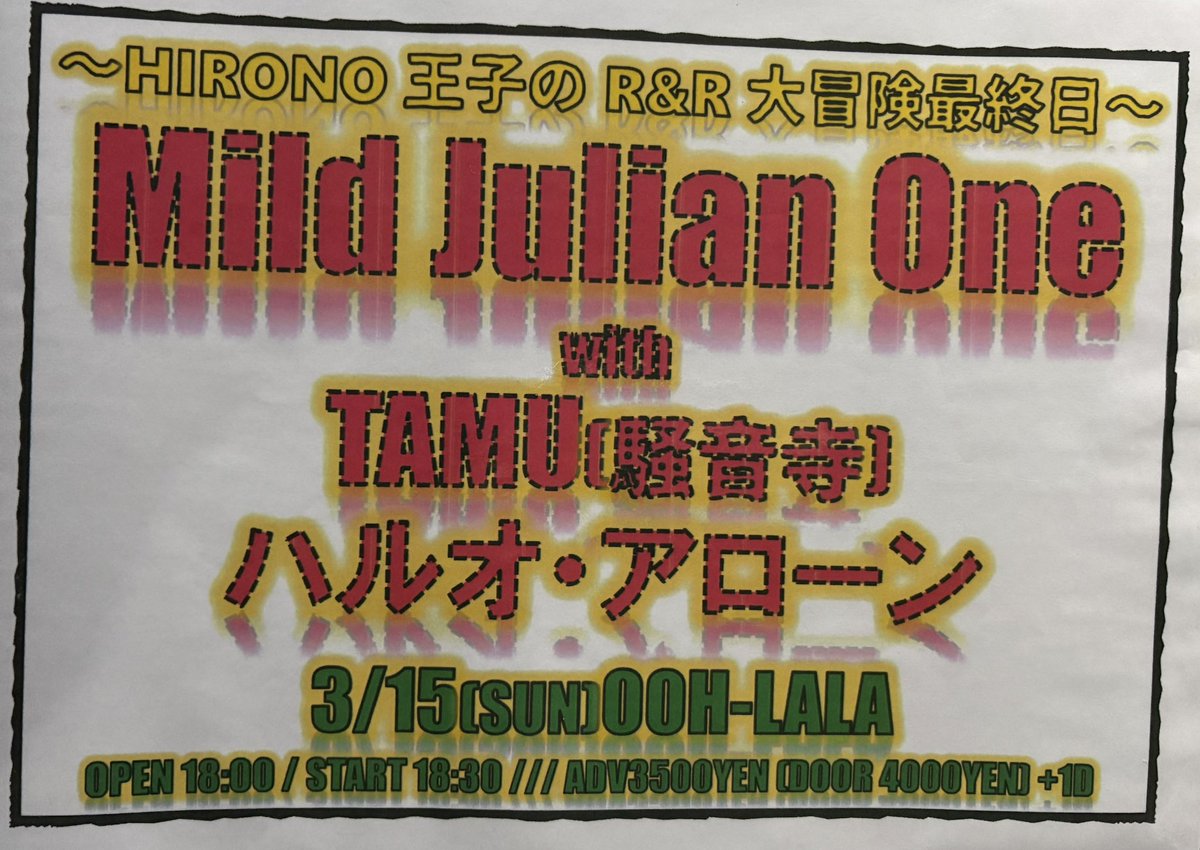 ～HIRONO 王子の R&R 大冒険最終日～
Mild Julian One
with
TAMU(騒音寺)
ハルオ・アローン
3/15(SUN)OOH-LALA
OPEN 18:00 / START 18:30 /// ADV3500YEN (DOOR 4000YEN) +1D